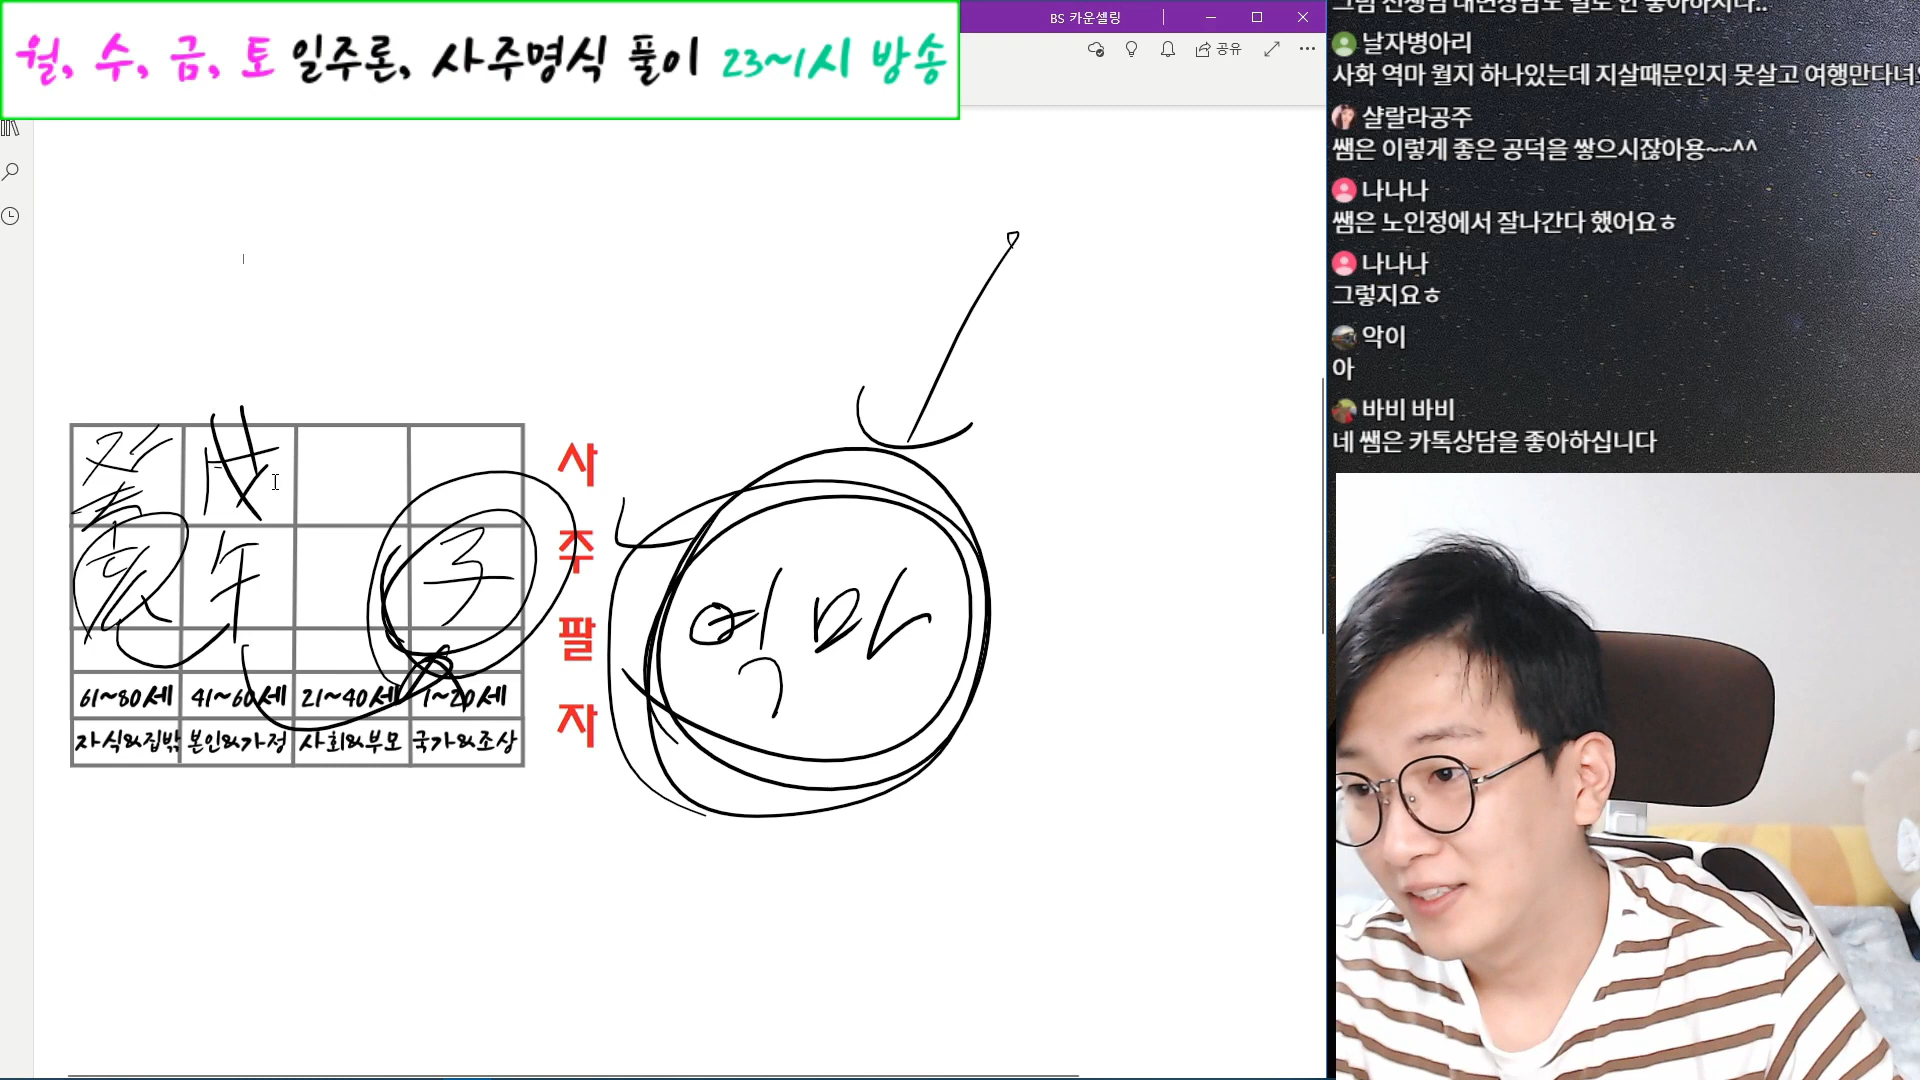 월, 수, 금, 토 일주론, 사주명식 풀이 23~1시 방송
BS 카운셀링
공유
戊
亥 午 子
61~80세 41~60세 21~40세 1~20세
자식&집밖 본인&가정 사회&부모 국가&조상
사
주
팔
자
역마
날자병아리
사화 역마 월지 하나있는데 지살때문인지 못살고 여행만다녀
샬랄라공주
쌤은 이렇게 좋은 공덕을 쌓으시잖아용~~^^
나나나
쌤은 노인정에서 잘나간다 했어요ㅎ
나나나
그렇지요ㅎ
악이
아
바비 바비
네 쌤은 카톡상담을 좋아하십니다